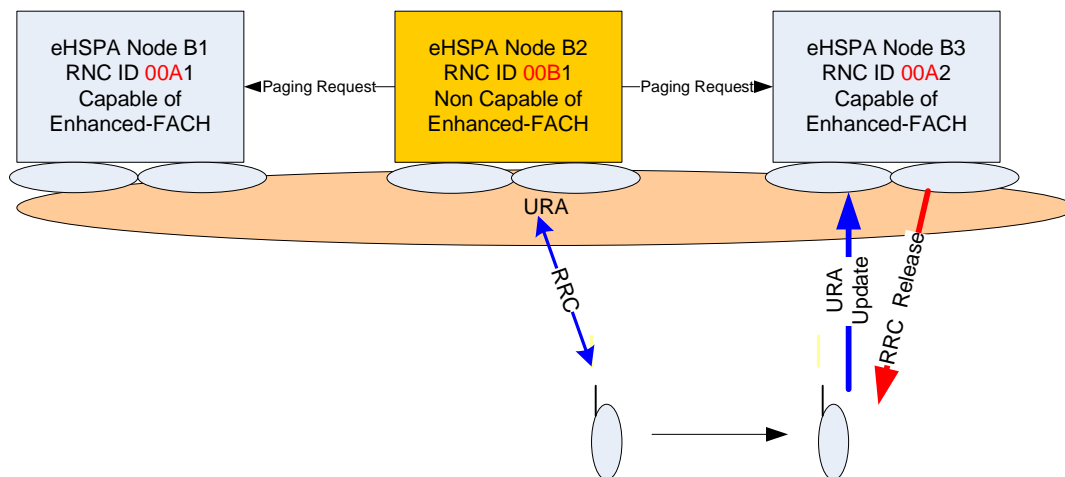 eHSPA Node B1
RNC ID 00A1
Capable of
Enhanced-FACH
Paging Request
eHSPA Node B2
RNC ID 00B1
Non Capable of
Enhanced-FACH
Paging Request
eHSPA Node B3
RNC ID 00A2
Capable of
Enhanced-FACH
URA
RRC
URA
Update
RRC Release